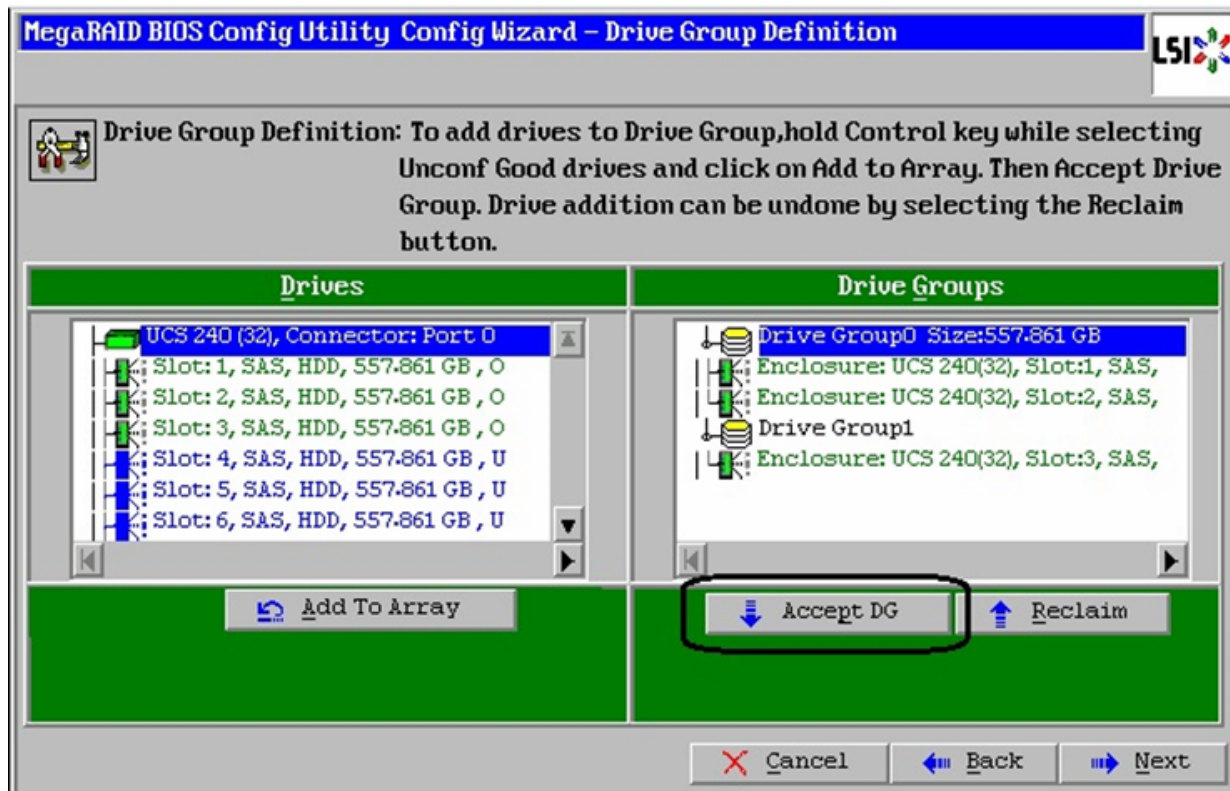 MegaRAID BIOS Config Utility Config Wizard – Drive Group Definition
LSI
Drive Group Definition: To add drives to Drive Group,hold Control key while selecting
Unconf Good drives and click on Add to Array. Then Accept Drive
Group. Drive addition can be undone by selecting the Reclaim
button.
Drives
UCS 240 (32), Connector: Port 0
Slot: 1, SAS, HDD, 557.861 GB , O
Slot: 2, SAS, HDD, 557.861 GB , O
Slot: 3, SAS, HDD, 557.861 GB , O
Slot: 4, SAS, HDD, 557.861 GB , U
Slot: 5, SAS, HDD, 557.861 GB , U
Slot: 6, SAS, HDD, 557.861 GB , U
Add To Array
Drive Groups
Drive Group0 Size:557.861 GB
Enclosure: UCS 240(32), Slot:1, SAS,
Enclosure: UCS 240(32), Slot:2, SAS,
Drive Group1
Enclosure: UCS 240(32), Slot:3, SAS,
Accept DG
Reclaim
Cancel
Back
Next